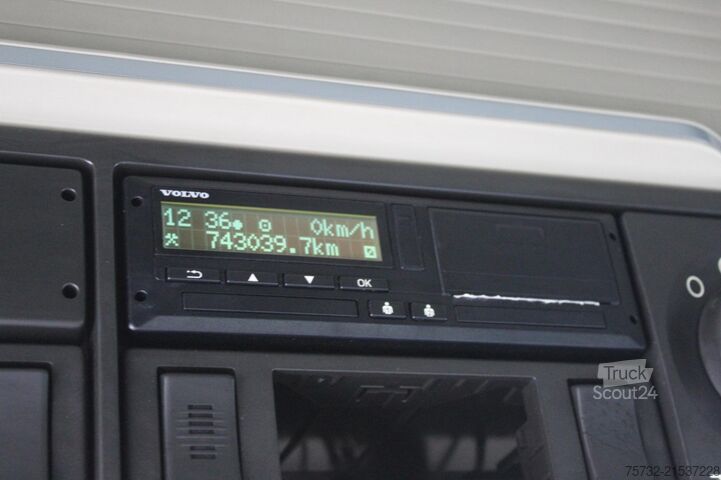 VOLVO
12 36 0km/h
743039.7km
OK
Truck
Scout24
75732-21537228